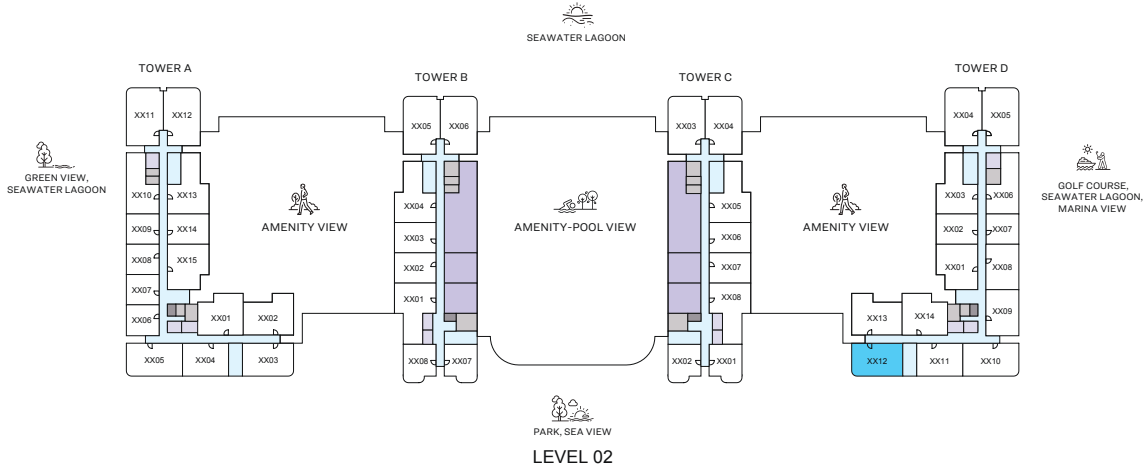 SEAWATER LAGOON
TOWER A
TOWER B
TOWER C
TOWER D
XX11
XX12
XX05
XX06
XX03
XX04
XX04
XX05
GREEN VIEW,
SEAWATER LAGOON
GOLF COURSE,
SEAWATER LAGOON,
MARINA VIEW
XX10
XX13
XX04
XX05
XX03
XX06
AMENITY VIEW
AMENITY-POOL VIEW
AMENITY VIEW
XX09
XX14
XX03
XX06
XX02
XX07
XX08
XX15
XX02
XX07
XX01
XX08
XX07
XX01
XX08
XX06
XX01
XX02
XX13
XX14
XX09
XX05
XX04
XX03
XX08
XX07
XX02
XX01
XX12
XX11
XX10
PARK, SEA VIEW
LEVEL 02